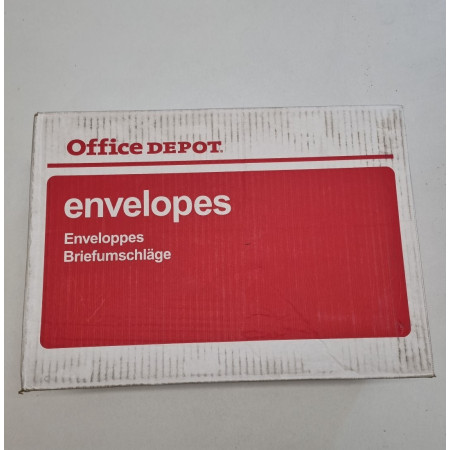 Office DEPOT.
envelopes
Enveloppes
Briefumschläge